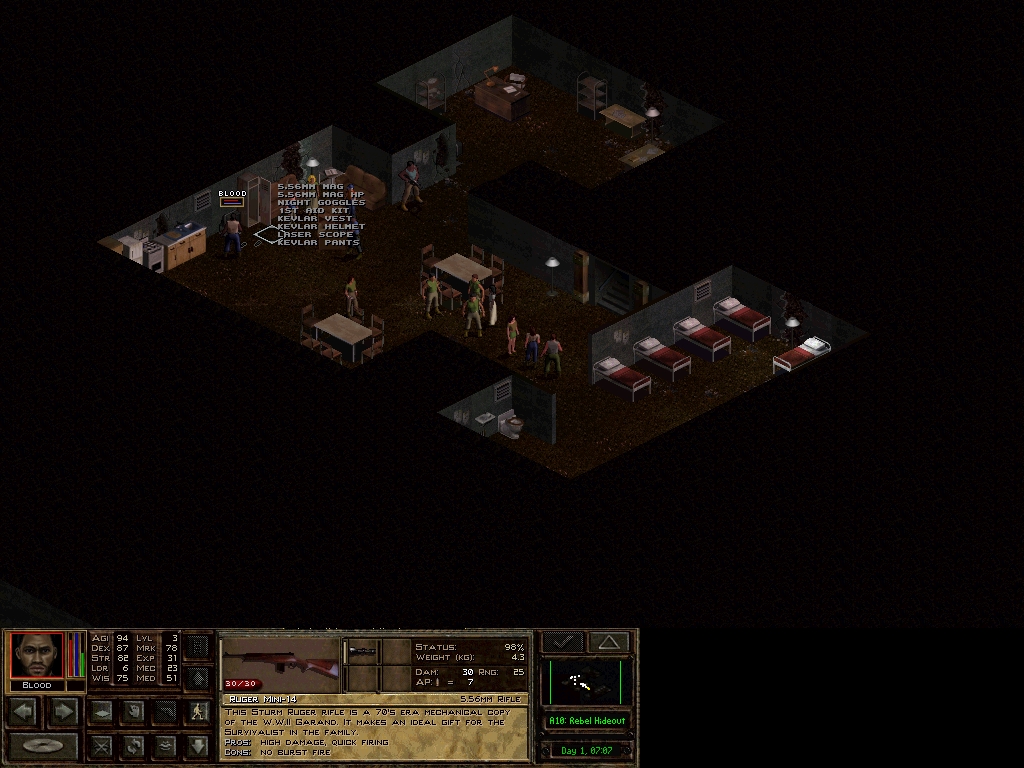 BLOOD
5.56MM MAG
5.56MM MAG HP
NIGHT GOGGLES
1ST AID KIT
KEVLAR VEST
KEVLAR HELMET
LASER SCOPE
KEVLAR PANTS
AGI 94 LVL 3
DEX 87 MRK 78
STR 82 EXP 31
LDR 6 MEC 23
WIS 75 MED 51
BLOOD
30/30
STATUS: 98%
WEIGHT (KG): 4.3
DAM: 30 RNG: 25
AP: = 7
RUGER MINI-14 5.56MM RIFLE
THIS STURM RUGER RIFLE IS A 70'S ERA MECHANICAL COPY
OF THE W.W.II GARAND. IT MAKES AN IDEAL GIFT FOR THE
SURVIVALIST IN THE FAMILY.
PROS: HIGH DAMAGE, QUICK FIRING
CONS: NO BURST FIRE
A10: Rebel Hideout
Day 1, 07:07